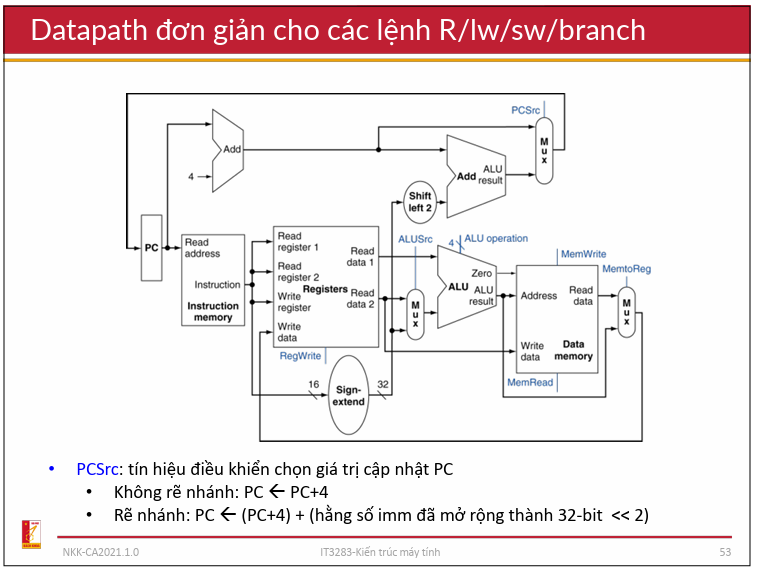 Datapath đơn giản cho các lệnh R/lw/sw/branch
PCSrc
M
u
x
Add
4
Add
ALU
result
Shift
left 2
PC
Read
address
Instruction
Instruction
memory
Read
register 1
Read
register 2
Write
register
Write
data
Registers
Read
data 1
Read
data 2
RegWrite
16
Sign-
extend
32
ALUSrc
M
u
x
4
ALU operation
Zero
ALU
ALU
result
MemWrite
Address
Read
data
Write
data
Data
memory
MemRead
MemtoReg
M
u
x
• PCSrc: tín hiệu điều khiển chọn giá trị cập nhật PC
• Không rẽ nhánh: PC ← PC+4
• Rẽ nhánh: PC ← (PC+4) + (hằng số imm đã mở rộng thành 32-bit << 2)
NKK-CA2021.1.0
IT3283-Kiến trúc máy tính
53